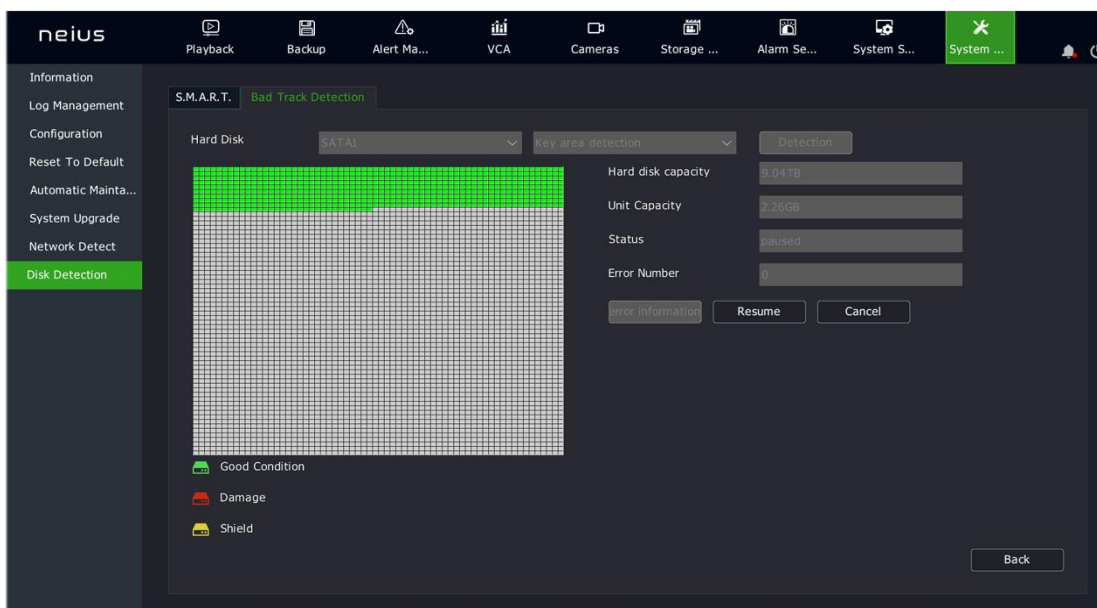 neius
Playback
Backup
Alert Ma...
VCA
Cameras
Storage ...
Alarm Se...
System S...
System ...
Information
Log Management
Configuration
Reset To Default
Automatic Mainta...
System Upgrade
Network Detect
Disk Detection
S.M.A.R.T.
Bad Track Detection
Hard Disk
SATA1
Key area detection
Detection
Hard disk capacity
9.04TB
Unit Capacity
2.26GB
Status
paused
Error Number
0
error information
Resume
Cancel
Good Condition
Damage
Shield
Back